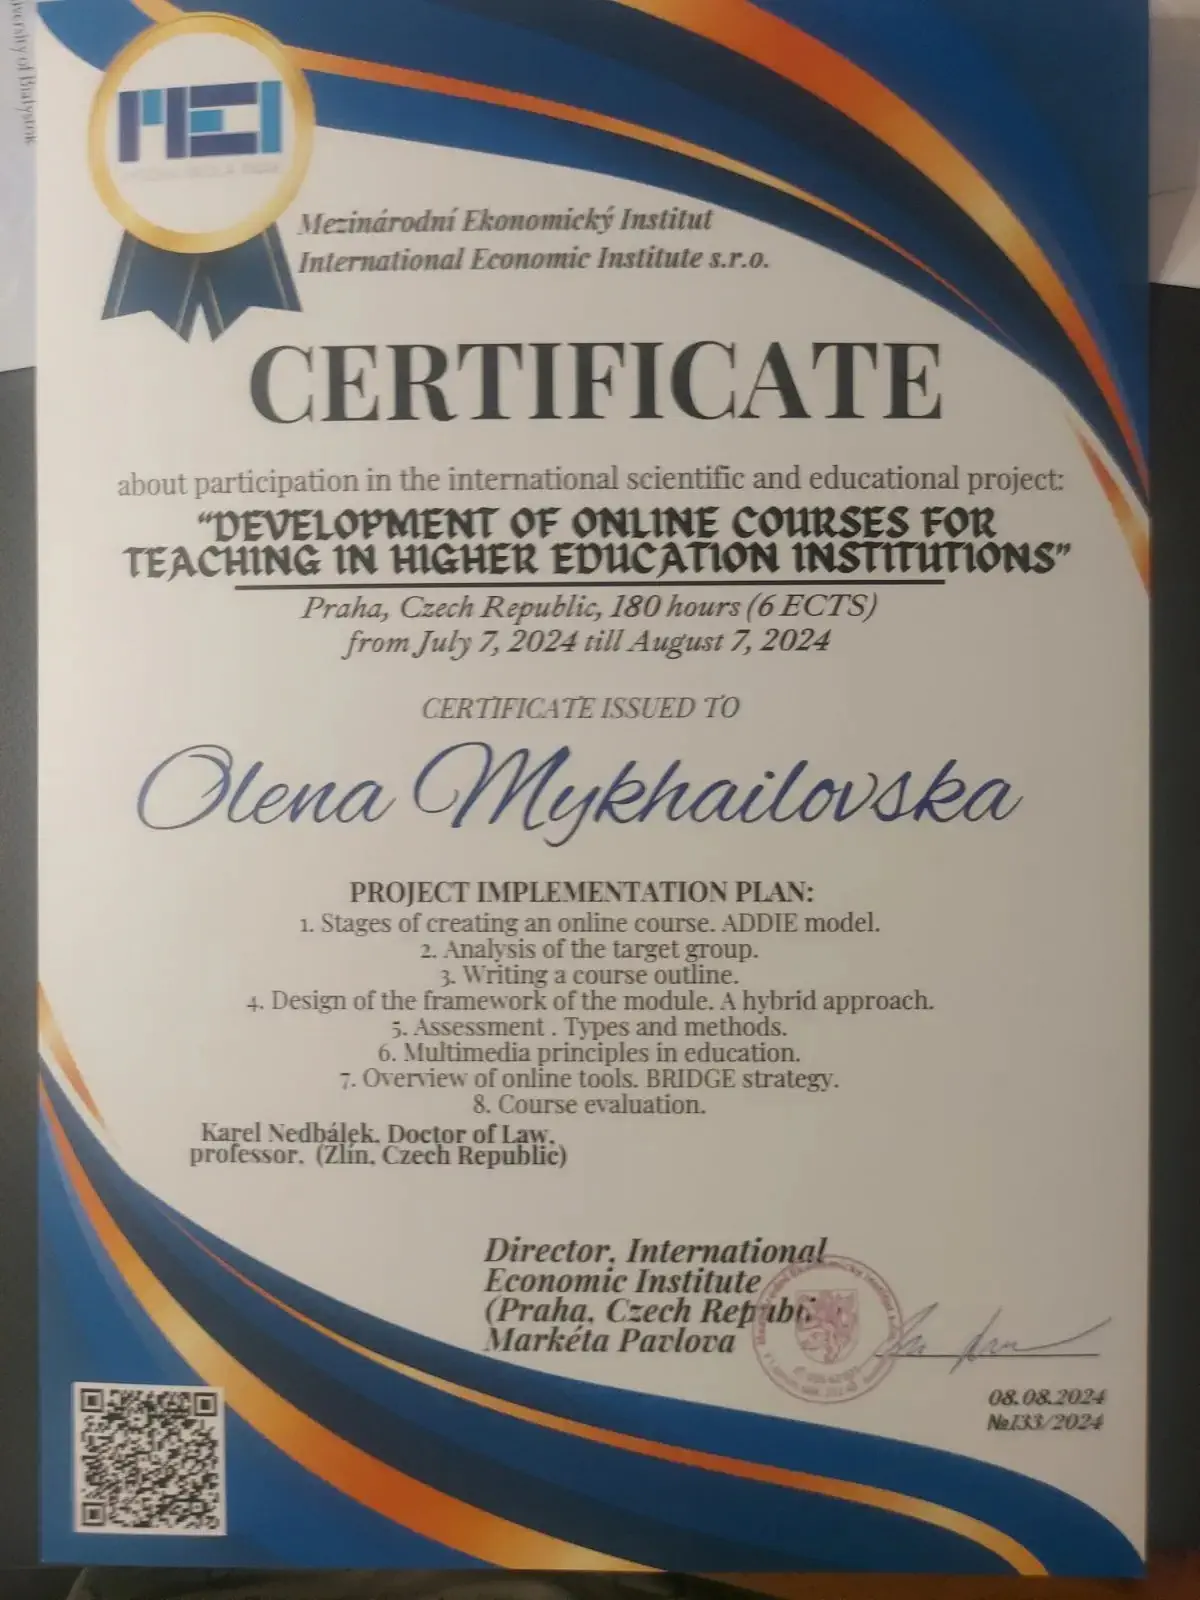 University of Bialystok
MEI
Mezinárodní Ekonomický Institut
International Economic Institute s.r.o.
CERTIFICATE
about participation in the international scientific and educational project:
“DEVELOPMENT OF ONLINE COURSES FOR
TEACHING IN HIGHER EDUCATION INSTITUTIONS”
Praha, Czech Republic, 180 hours (6 ECTS)
from July 7, 2024 till August 7, 2024
CERTIFICATE ISSUED TO
Olena Mykhailovska
PROJECT IMPLEMENTATION PLAN:
1. Stages of creating an online course. ADDIE model.
2. Analysis of the target group.
3. Writing a course outline.
4. Design of the framework of the module. A hybrid approach.
5. Assessment . Types and methods.
6. Multimedia principles in education.
7. Overview of online tools. BRIDGE strategy.
8. Course evaluation.
Karel Nedbálek, Doctor of Law,
professor, (Zlín, Czech Republic)
Director, International
Economic Institute
(Praha, Czech Republic
Markéta Pavlova
08.08.2024
№133/2024